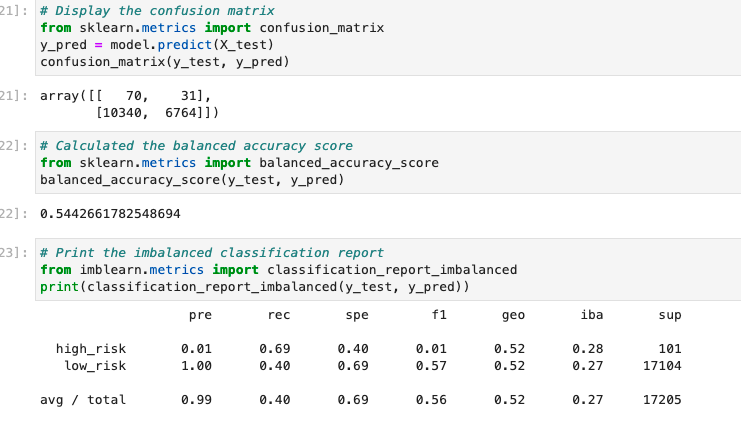 21]: # Display the confusion matrix
from sklearn.metrics import confusion_matrix
y_pred = model.predict(X_test)
confusion_matrix(y_test, y_pred)
21]: array([[   70,    31],
       [10340,  6764]])
22]: # Calculated the balanced accuracy score
from sklearn.metrics import balanced_accuracy_score
balanced_accuracy_score(y_test, y_pred)
22]: 0.5442661782548694
23]: # Print the imbalanced classification report
from imblearn.metrics import classification_report_imbalanced
print(classification_report_imbalanced(y_test, y_pred))
pre rec spe f1 geo iba sup
high_risk 0.01 0.69 0.40 0.01 0.52 0.28 101
low_risk 1.00 0.40 0.69 0.57 0.52 0.27 17104
avg / total 0.99 0.40 0.69 0.56 0.52 0.27 17205